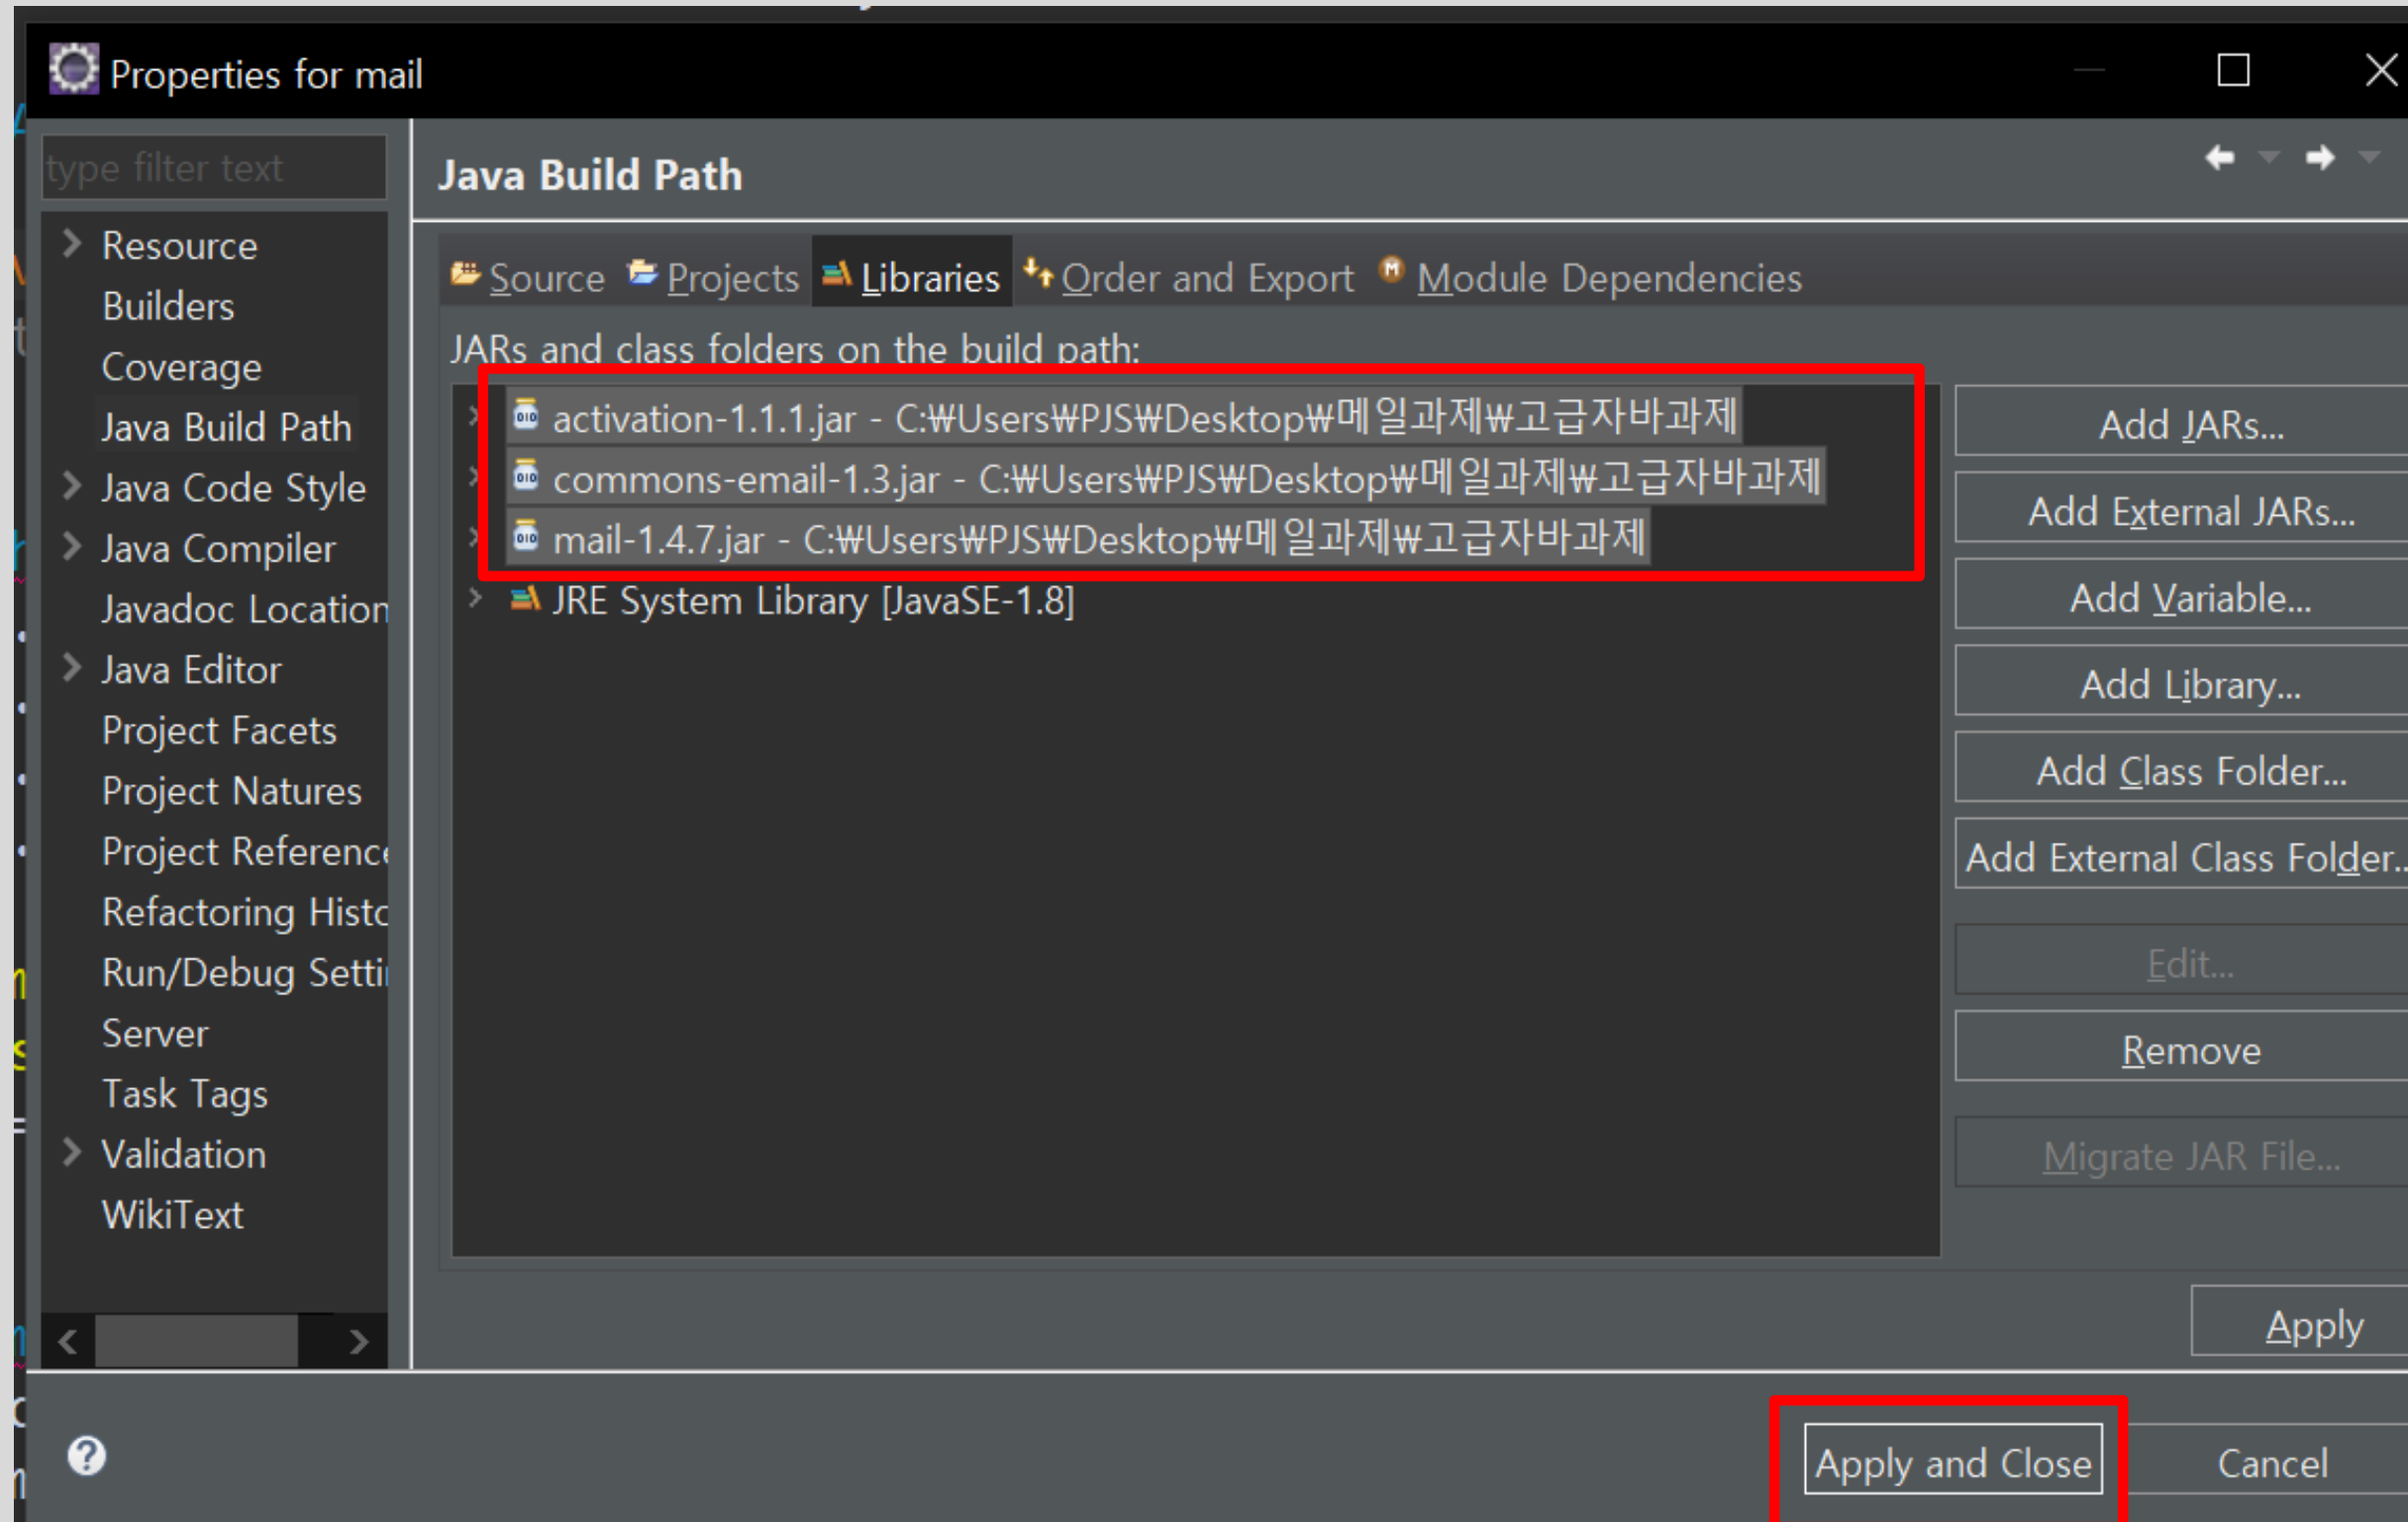 Properties for mail
type filter text
Resource
Builders
Coverage
Java Build Path
Java Code Style
Java Compiler
Javadoc Location
Java Editor
Project Facets
Project Natures
Project Reference
Refactoring Histo
Run/Debug Settin
Server
Task Tags
Validation
WikiText
Java Build Path
Source Projects Libraries Order and Export Module Dependencies
JARs and class folders on the build path:
activation-1.1.1.jar - C:₩Users₩PJS₩Desktop₩메일과제₩고급자바과제
commons-email-1.3.jar - C:₩Users₩PJS₩Desktop₩메일과제₩고급자바과제
mail-1.4.7.jar - C:₩Users₩PJS₩Desktop₩메일과제₩고급자바과제
JRE System Library [JavaSE-1.8]
Add JARs...
Add External JARs...
Add Variable...
Add Library...
Add Class Folder...
Add External Class Folder..
Edit...
Remove
Migrate JAR File...
Apply
Apply and Close
Cancel